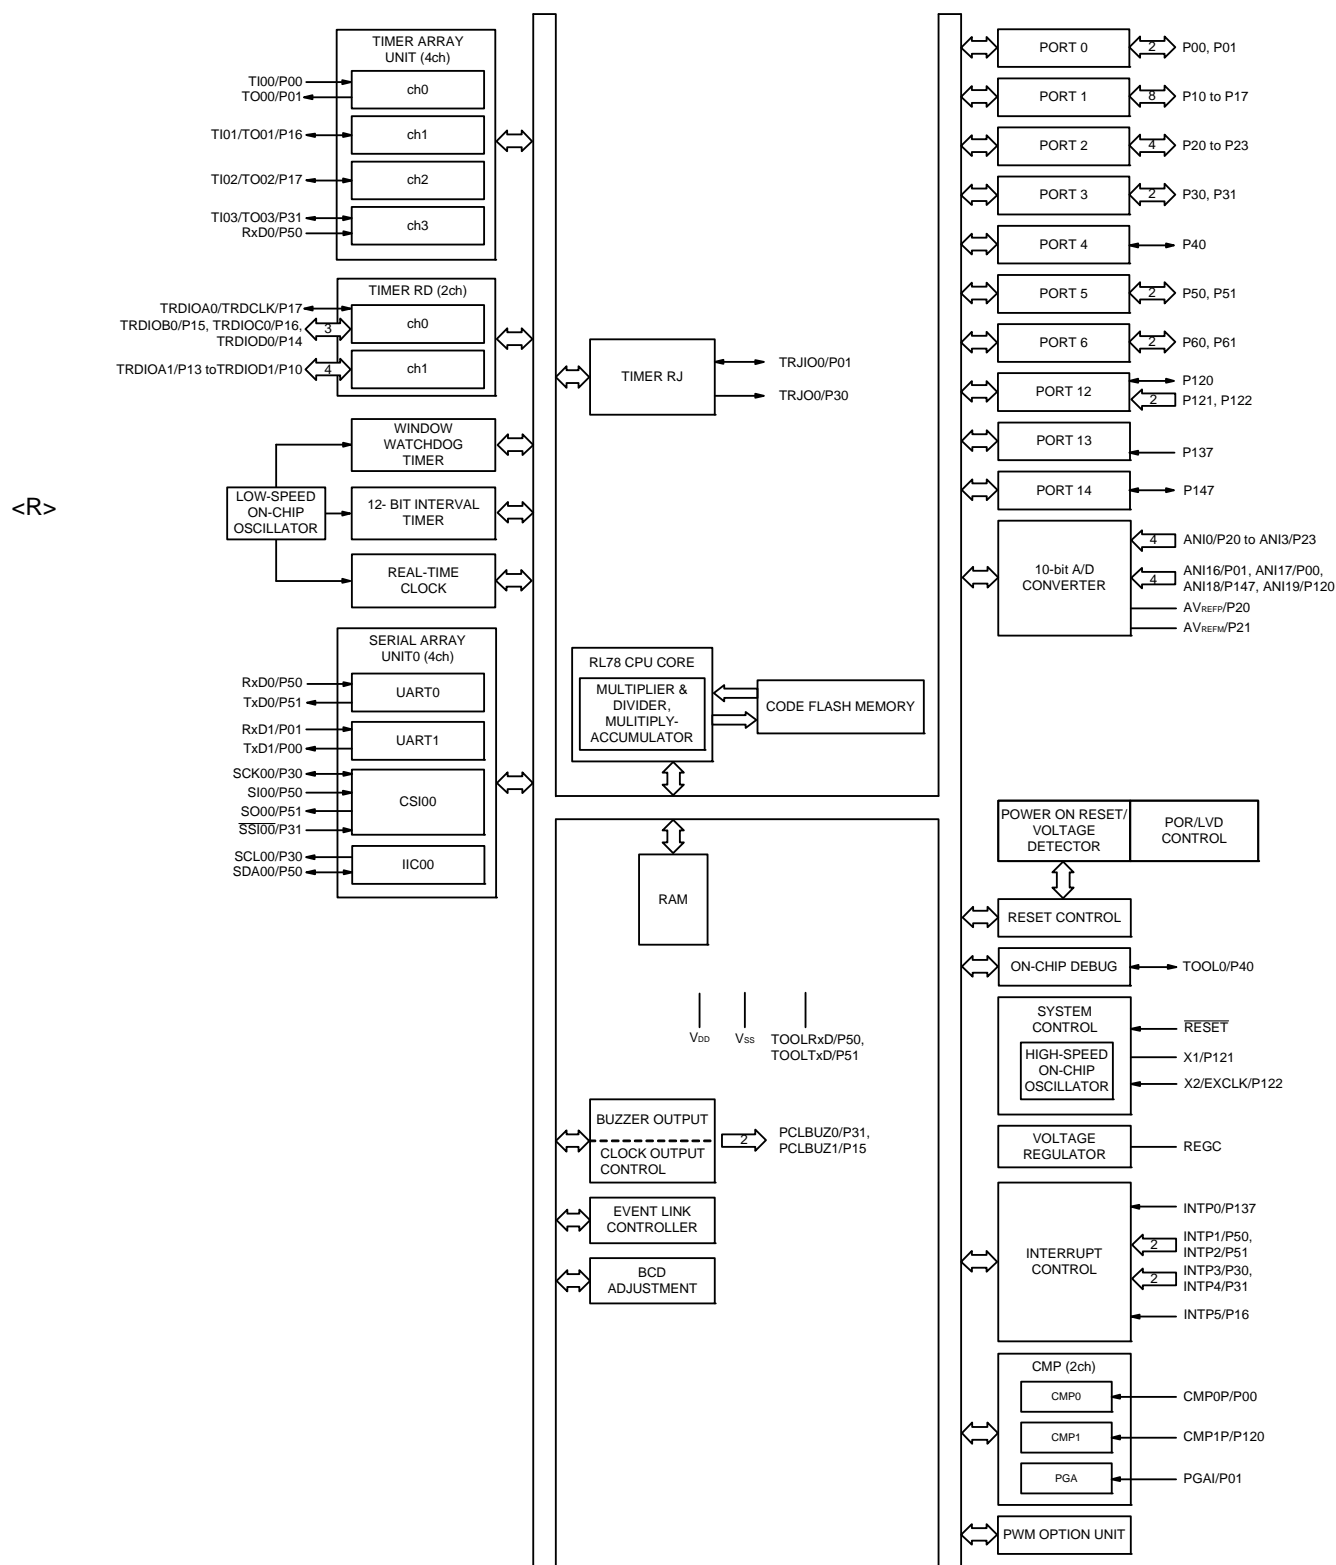 <R>
TIMER ARRAY
UNIT (4ch)
TI00/P00
TO00/P01
ch0
TI01/TO01/P16
ch1
TI02/TO02/P17
ch2
TI03/TO03/P31
RxD0/P50
ch3
TIMER RD (2ch)
TRDIOA0/TRDCLK/P17
TRDIOB0/P15, TRDIOC0/P16,
TRDIOD0/P14
3
ch0
TRDIOA1/P13 toTRDIOD1/P10
4
ch1
WINDOW
WATCHDOG
TIMER
LOW-SPEED
ON-CHIP
OSCILLATOR
12- BIT INTERVAL
TIMER
REAL-TIME
CLOCK
SERIAL ARRAY
UNIT0 (4ch)
RxD0/P50
TxD0/P51
UART0
RxD1/P01
TxD1/P00
UART1
SCK00/P30
SI00/P50
SO00/P51
SSI00/P31
CSI00
SCL00/P30
SDA00/P50
IIC00
TIMER RJ
TRJIO0/P01
TRJO0/P30
RL78 CPU CORE
MULTIPLIER &
DIVIDER,
MULITIPLY-
ACCUMULATOR
CODE FLASH MEMORY
RAM
VDD
VSS
TOOLRxD/P50,
TOOLTxD/P51
BUZZER OUTPUT
CLOCK OUTPUT
CONTROL
2
PCLBUZ0/P31,
PCLBUZ1/P15
EVENT LINK
CONTROLLER
BCD
ADJUSTMENT
PORT 0
2
P00, P01
PORT 1
8
P10 to P17
PORT 2
4
P20 to P23
PORT 3
2
P30, P31
PORT 4
P40
PORT 5
2
P50, P51
PORT 6
2
P60, P61
PORT 12
P120
2
P121, P122
PORT 13
P137
PORT 14
P147
10-bit A/D
CONVERTER
4
ANI0/P20 to ANI3/P23
4
ANI16/P01, ANI17/P00,
ANI18/P147, ANI19/P120
AVREFP/P20
AVREFM/P21
POWER ON RESET/
VOLTAGE
DETECTOR
POR/LVD
CONTROL
RESET CONTROL
ON-CHIP DEBUG
TOOL0/P40
SYSTEM
CONTROL
HIGH-SPEED
ON-CHIP
OSCILLATOR
RESET
X1/P121
X2/EXCLK/P122
VOLTAGE
REGULATOR
REGC
INTERRUPT
CONTROL
INTP0/P137
2
INTP1/P50,
INTP2/P51
2
INTP3/P30,
INTP4/P31
INTP5/P16
CMP (2ch)
CMP0
CMP0P/P00
CMP1
CMP1P/P120
PGA
PGAI/P01
PWM OPTION UNIT